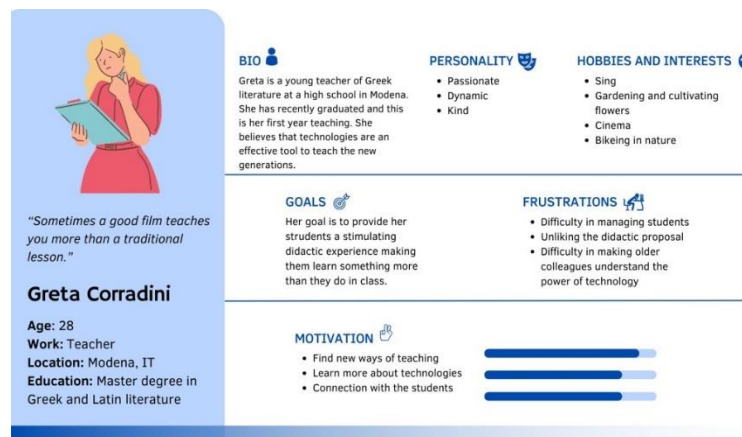 "Sometimes a good film teaches
you more than a traditional
lesson."
Greta Corradini
Age: 28
Work: Teacher
Location: Modena, IT
Education: Master degree in
Greek and Latin literature
BIO
Greta is a young teacher of Greek
literature at a high school in Modena.
She has recently graduated and this
is her first year teaching. She
believes that technologies are an
effective tool to teach the new
generations.
PERSONALITY
• Passionate
• Dynamic
• Kind
HOBBIES AND INTERESTS
• Sing
• Gardening and cultivating
flowers
• Cinema
• Bikeing in nature
GOALS
Her goal is to provide her
strudents a stimulating
didactic experience making
them learn something more
than they do in class.
FRUSTRATIONS
• Difficulty in managing students
• Unliking the didactic proposal
• Difficulty in making older
colleagues understand the
power of technology
MOTIVATION
• Find new ways of teaching
• Learn more about technologies
• Connection with the students